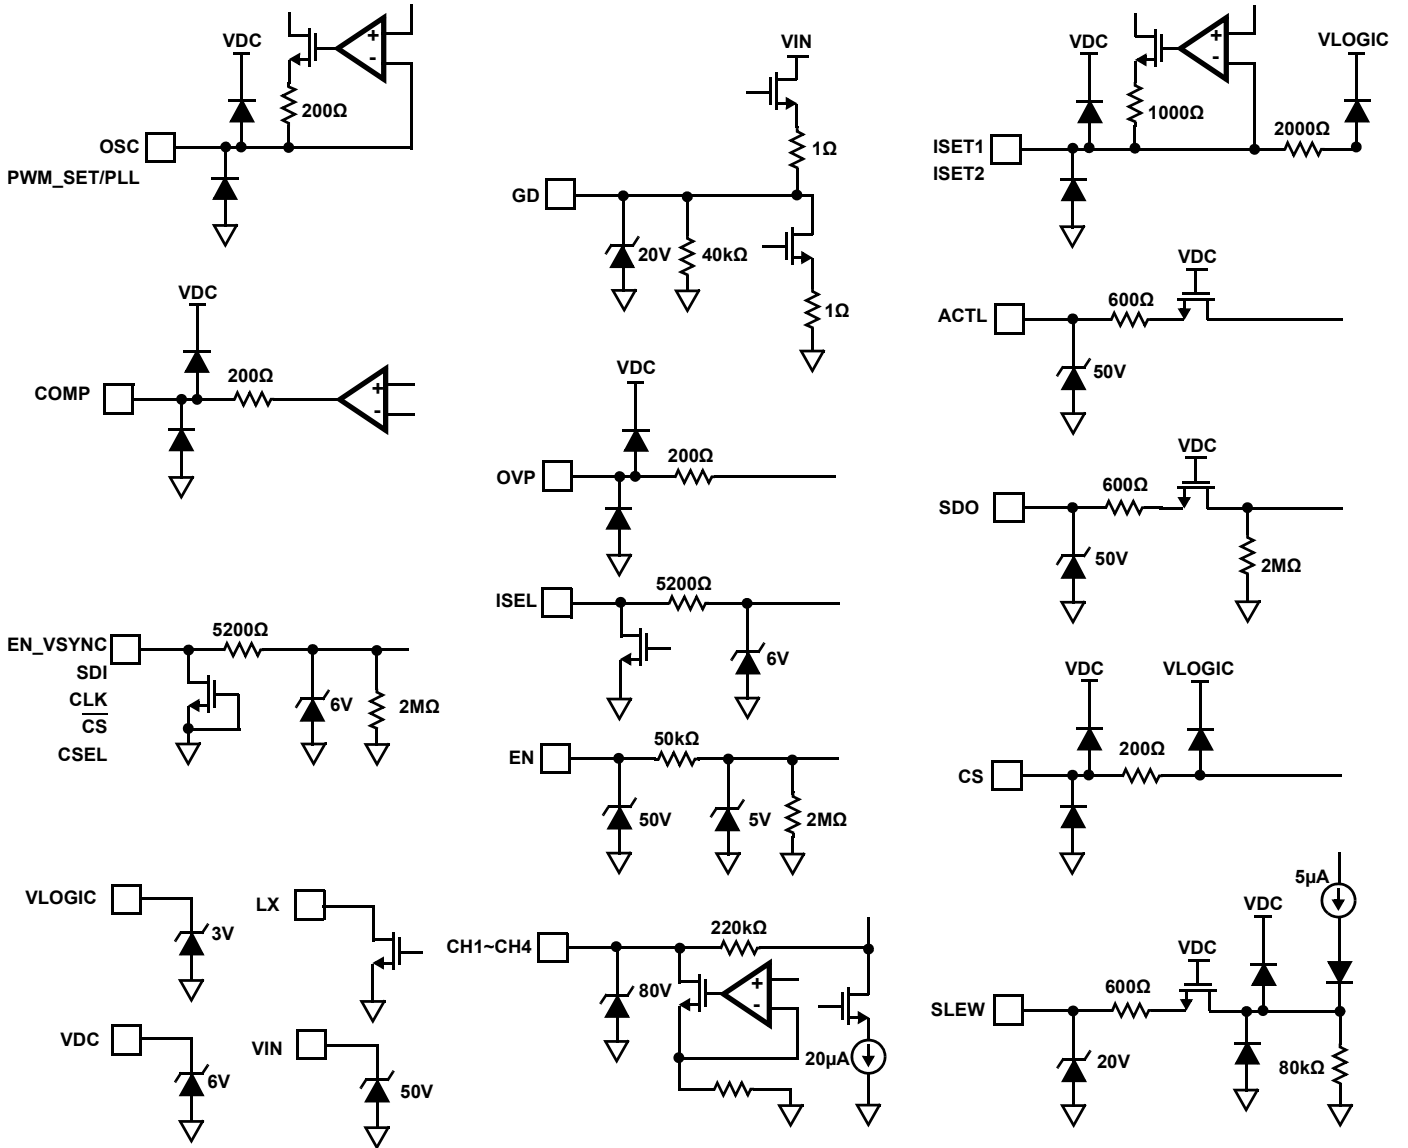 VDC
+
-
200Ω
OSC
PWM_SET/PLL
VDC
200Ω
COMP
+
-
EN_VSYNC
5200Ω
SDI
CLK
CS
CSEL
6V
2MΩ
VLOGIC
3V
LX
VDC
6V
VIN
50V
VIN
1Ω
GD
20V
40kΩ
1Ω
VDC
200Ω
OVP
5200Ω
ISEL
6V
50kΩ
EN
50V
5V
2MΩ
220kΩ
CH1~CH4
80V
+
-
20µA
VDC
+
-
VLOGIC
1000Ω
2000Ω
ISET1
ISET2
VDC
600Ω
ACTL
50V
VDC
600Ω
SDO
50V
2MΩ
VDC
VLOGIC
200Ω
CS
5µA
VDC
VDC
600Ω
SLEW
20V
80kΩ